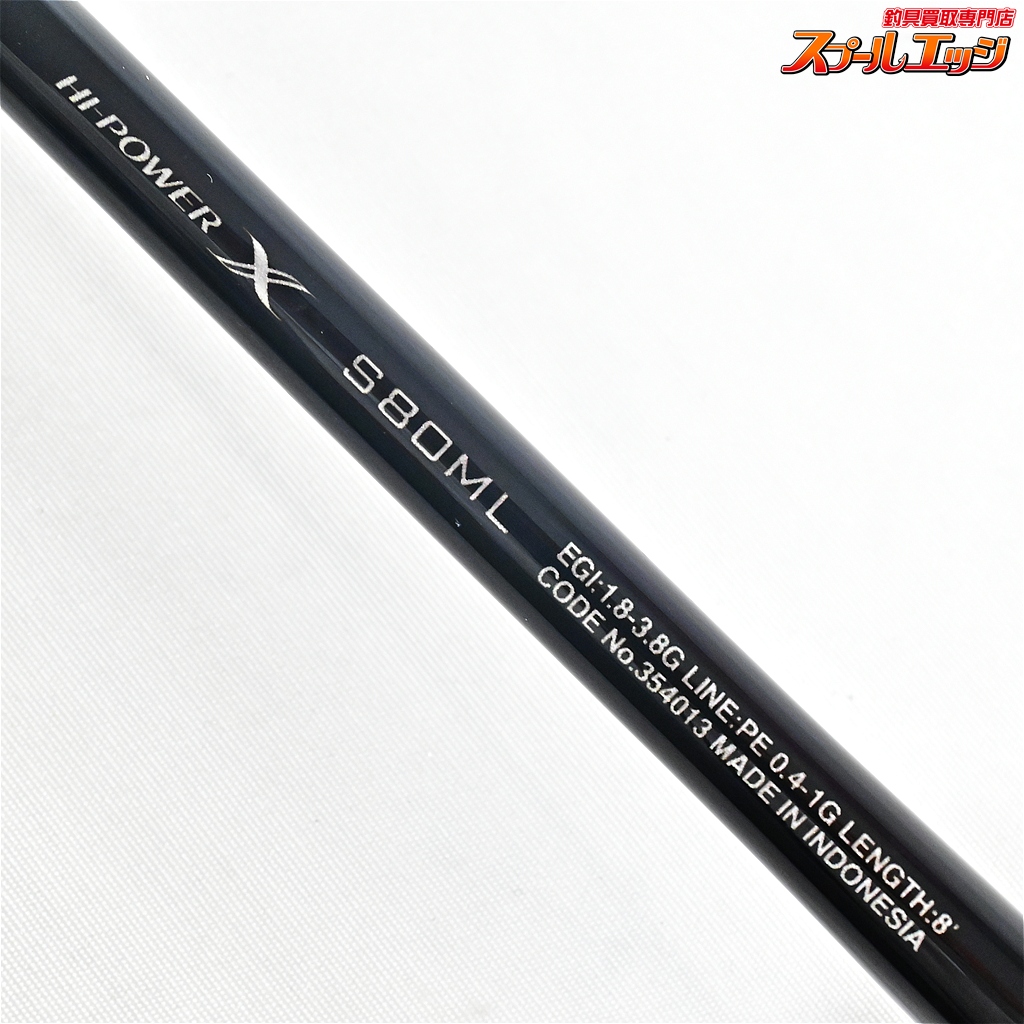 釣具買取専門店
スプールエッジ
HI-POWER X S80ML
EGI:1.8-3.8G LINE:PE 0.4-1G LENGTH:8'
CODE No.354013 MADE IN INDONESIA